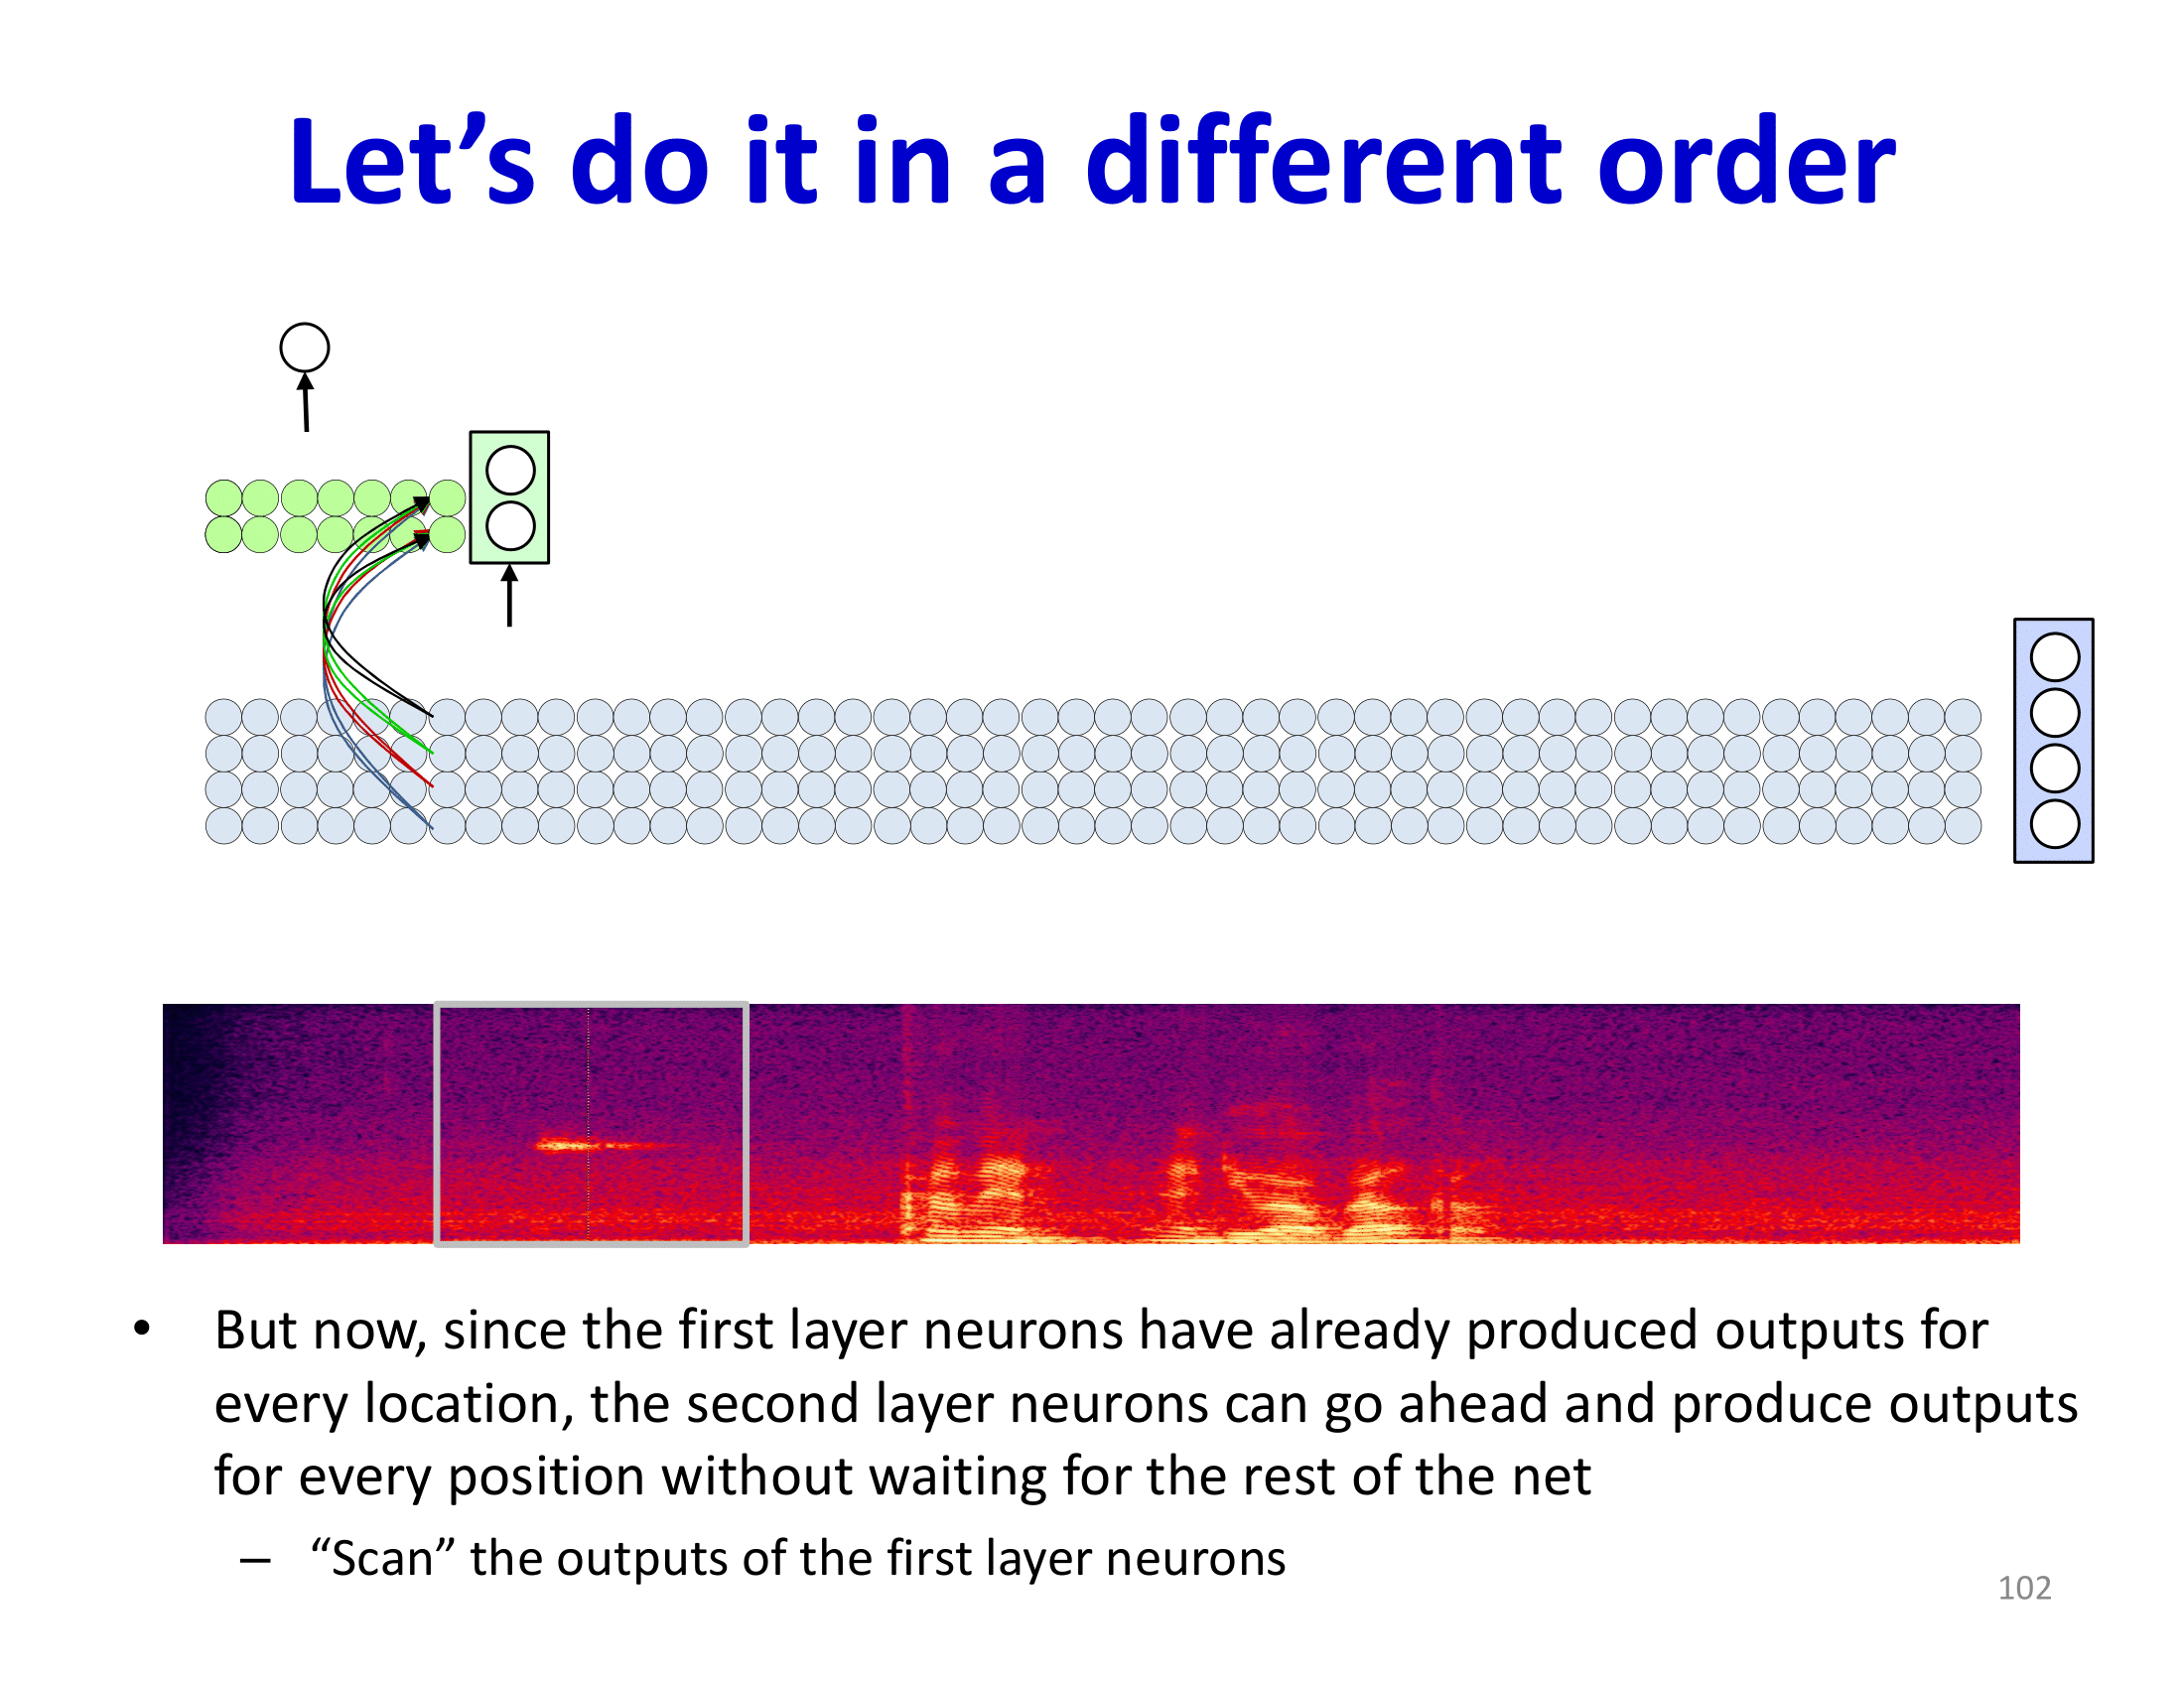 Let’s do it in a different order
• But now, since the first layer neurons have already produced outputs for
every location, the second layer neurons can go ahead and produce outputs
for every position without waiting for the rest of the net
– “Scan” the outputs of the first layer neurons
102